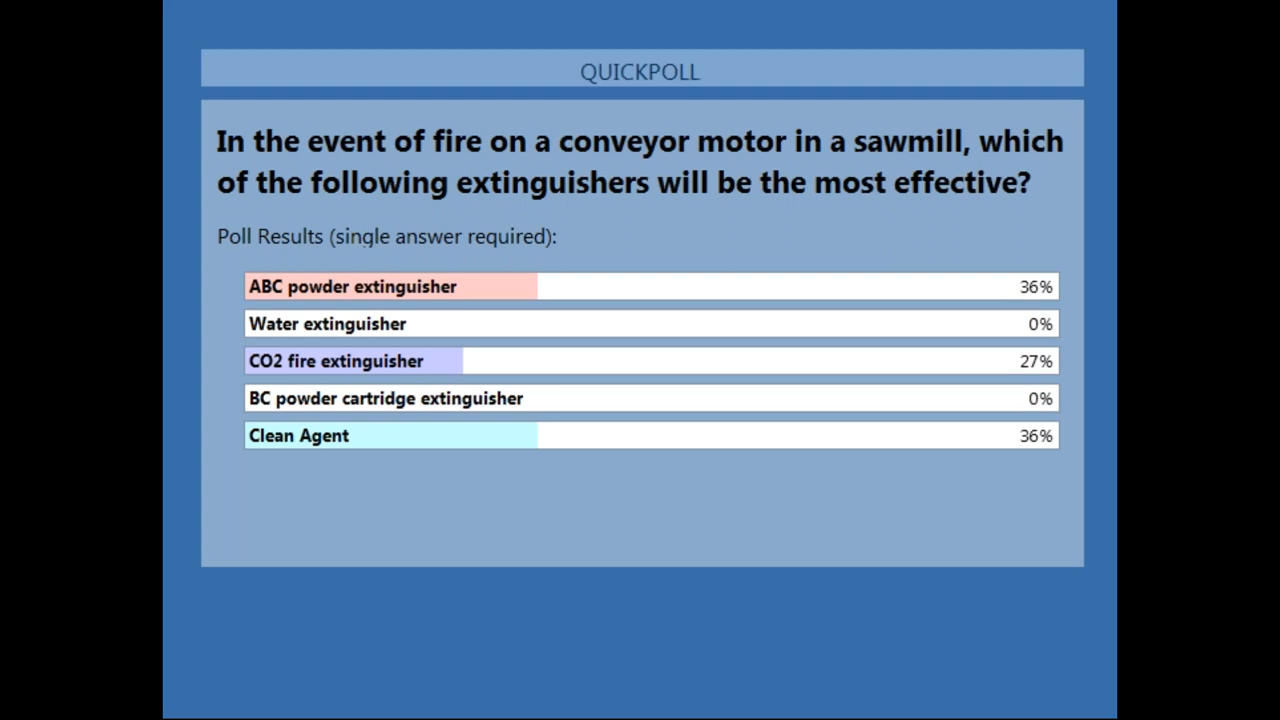 QUICKPOLL
In the event of fire on a conveyor motor in a sawmill, which
of the following extinguishers will be the most effective?
Poll Results (single answer required):
ABC powder extinguisher 36%
Water extinguisher 0%
CO2 fire extinguisher 27%
BC powder cartridge extinguisher 0%
Clean Agent 36%